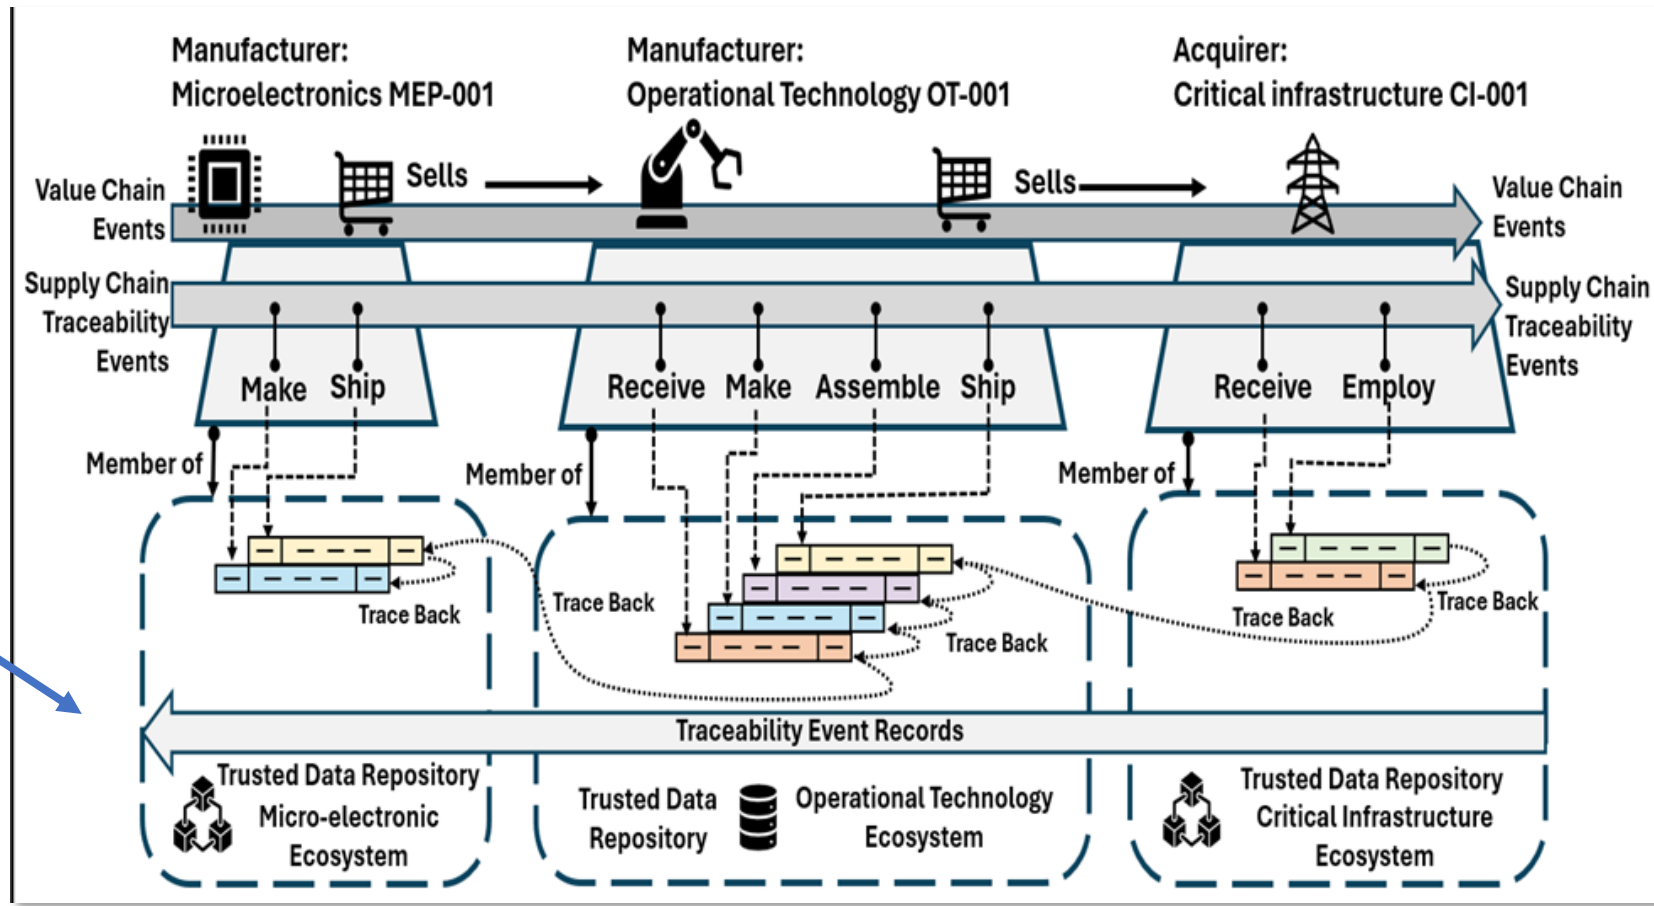 Manufacturer:
Microelectronics MEP-001
Manufacturer:
Operational Technology OT-001
Acquirer:
Critical infrastructure CI-001
Sells
Sells
Value Chain
Events
Value Chain
Events
Supply Chain
Traceability
Events
Supply Chain
Traceability
Events
Make
Ship
Receive
Make
Assemble
Ship
Receive
Employ
Member of
Member of
Member of
Trace Back
Trace Back
Trace Back
Trace Back
Trace Back
Traceability Event Records
Trusted Data Repository
Micro-electronic
Ecosystem
Trusted Data
Repository
Operational Technology
Ecosystem
Trusted Data Repository
Critical Infrastructure
Ecosystem